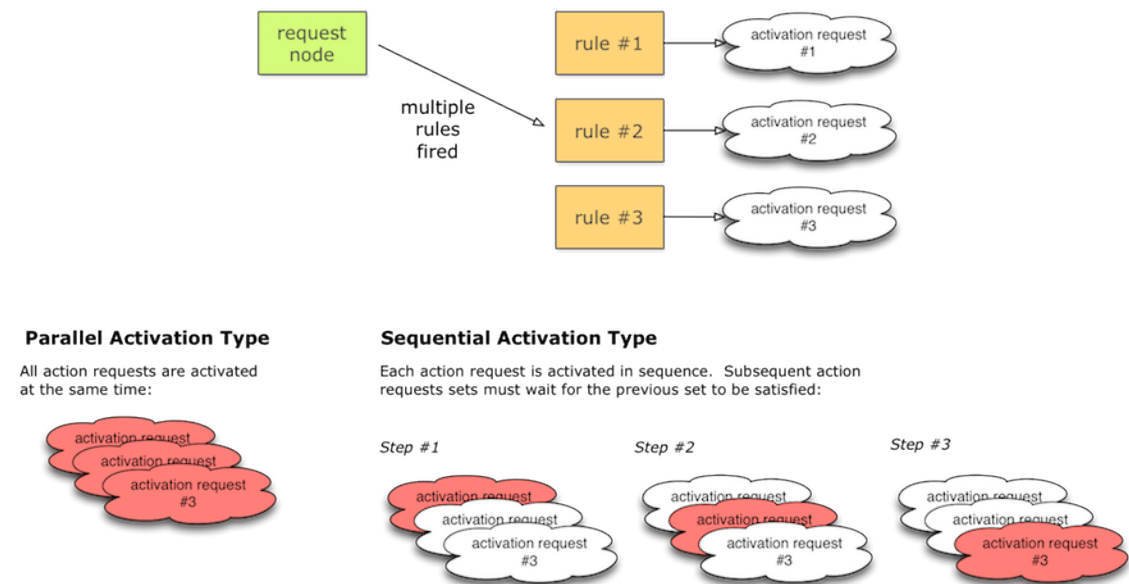 request
node
multiple
rules
fired
rule #1
activation request
#1
rule #2
activation request
#2
rule #3
activation request
#3
Parallel Activation Type
All action requests are activated
at the same time:
activation request
activation request
activation request
#3
Sequential Activation Type
Each action request is activated in sequence.  Subsequent action
requests sets must wait for the previous set to be satisfied:
Step #1
activation request
activation request
activation request
#3
Step #2
activation request
activation request
activation request
#3
Step #3
activation request
activation request
activation request
#3